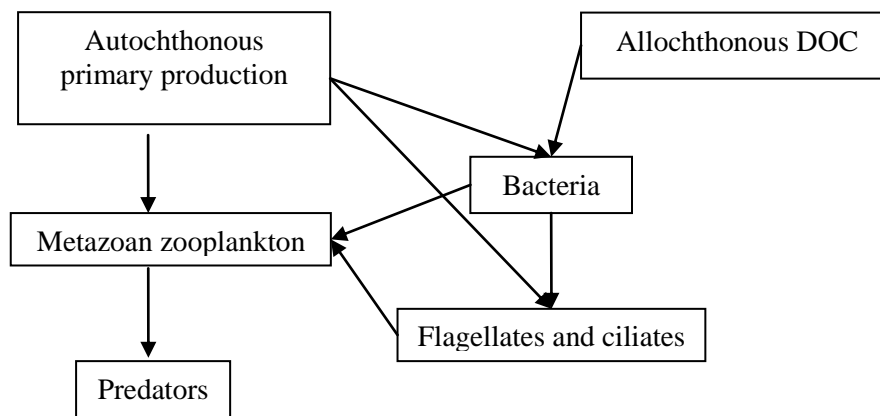 Autochthonous
primary production
Allochthonous DOC
Bacteria
Metazoan zooplankton
Flagellates and ciliates
Predators